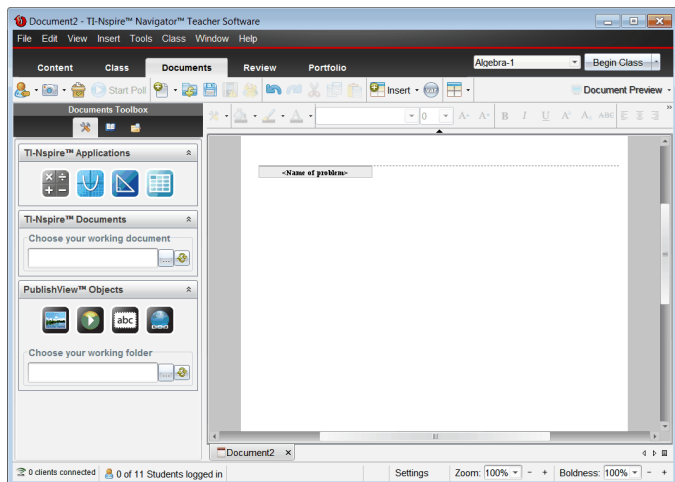 Document2 - TI-Nspire™ Navigator™ Teacher Software
File Edit View Insert Tools Class Window Help
Content Class Documents Review Portfolio Algebra-1 Begin Class
Start Poll Insert Document Preview
Documents Toolbox
0 A A B I U A A ABC
TI-Nspire™ Applications
<Name of problem>
TI-Nspire™ Documents
Choose your working document
...
PublishView™ Objects
abc
Choose your working folder
...
Document2 x
0 clients connected 0 of 11 Students logged in Settings Zoom: 100% - + Boldness: 100% - +